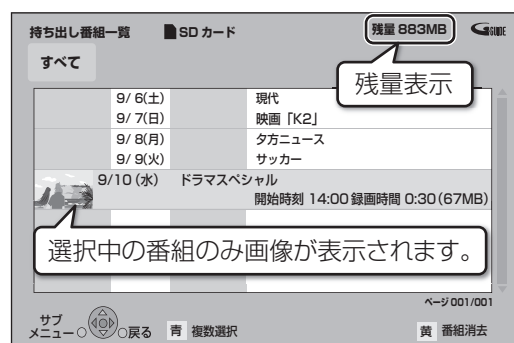 持ち出し番組一覧 SD カード 残量 883MB GGUIDE
すべて
残量表示
9/ 6(土) 現代
9/ 7(日) 映画「K2」
9/ 8(月) 夕方ニュース
9/ 9(火) サッカー
9/10 (水) ドラマスペシャル
開始時刻 14:00 録画時間 0:30(67MB)
選択中の番組のみ画像が表示されます。
ページ 001/001
サブ
メニュー 戻る 青 複数選択 黄 番組消去